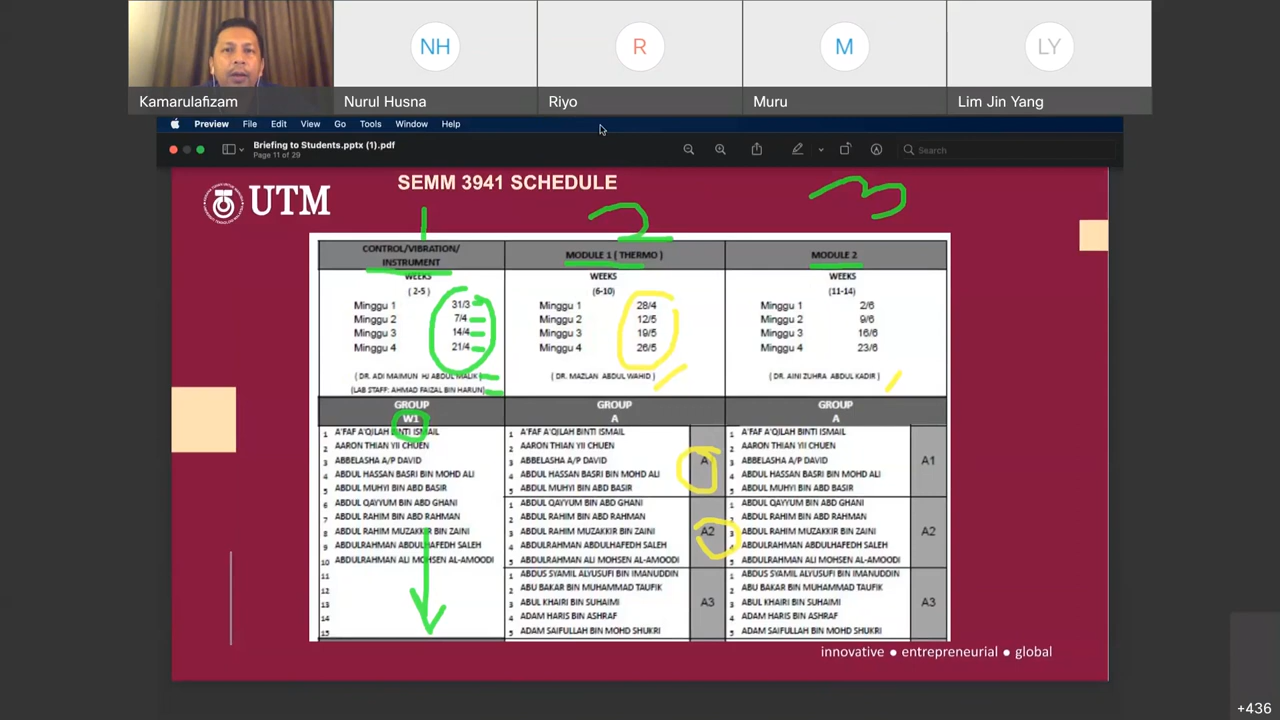 NH
R
M
LY
Kamarulafizam
Nurul Husna
Riyo
Muru
Lim Jin Yang
Preview File Edit View Go Tools Window Help
Briefing to Students.pptx (1).pdf
Page 11 of 29
Search
UTM
SEMM 3941 SCHEDULE
1
2
3
CONTROL/VIBRATION/
INSTRUMENT
WEEKS
( 2-5 )
Minggu 1 31/3
Minggu 2 7/4
Minggu 3 14/4
Minggu 4 21/4
( DR. ADI MAIMUN HJ ABDUL MALIK )
(LAB STAFF: AHMAD FAIZAL BIN HARUN)
MODULE 1 ( THERMO )
WEEKS
(6-10)
Minggu 1 28/4
Minggu 2 12/5
Minggu 3 19/5
Minggu 4 26/5
( DR. MAZLAN ABDUL WAHID )
MODULE 2
WEEKS
(11-14)
Minggu 1 2/6
Minggu 2 9/6
Minggu 3 16/6
Minggu 4 23/6
( DR. AINI ZUHRA ABDUL KADIR )
GROUP
W1
1 A'FAF A'QILAH BINTI ISMAIL
2 AARON THIAN YII CHUEN
3 ABBELASHA A/P DAVID
4 ABDUL HASSAN BASRI BIN MOHD ALI
5 ABDUL MUHYI BIN ABD BASIR
6 ABDUL QAYYUM BIN ABD GHANI
7 ABDUL RAHIM BIN ABD RAHMAN
8 ABDUL RAHIM MUZAKKIR BIN ZAINI
9 ABDULRAHMAN ABDULHAFEDH SALEH
10 ABDULRAHMAN ALI MOHSEN AL-AMOODI
11
12
13
14
15
GROUP
A
1 A'FAF A'QILAH BINTI ISMAIL
2 AARON THIAN YII CHUEN
3 ABBELASHA A/P DAVID
4 ABDUL HASSAN BASRI BIN MOHD ALI
5 ABDUL MUHYI BIN ABD BASIR
A
1 ABDUL QAYYUM BIN ABD GHANI
2 ABDUL RAHIM BIN ABD RAHMAN
3 ABDUL RAHIM MUZAKKIR BIN ZAINI
4 ABDULRAHMAN ABDULHAFEDH SALEH
5 ABDULRAHMAN ALI MOHSEN AL-AMOODI
A2
1 ABDUS SYAMIL ALYUSUFI BIN IMANUDDIN
2 ABU BAKAR BIN MUHAMMAD TAUFIK
3 ABUL KHAIRI BIN SUHAIMI
4 ADAM HARIS BIN ASHRAF
5 ADAM SAIFULLAH BIN MOHD SHUKRI
A3
GROUP
A
1 A'FAF A'QILAH BINTI ISMAIL
2 AARON THIAN YII CHUEN
3 ABBELASHA A/P DAVID
4 ABDUL HASSAN BASRI BIN MOHD ALI
5 ABDUL MUHYI BIN ABD BASIR
A1
1 ABDUL QAYYUM BIN ABD GHANI
2 ABDUL RAHIM BIN ABD RAHMAN
3 ABDUL RAHIM MUZAKKIR BIN ZAINI
4 ABDULRAHMAN ABDULHAFEDH SALEH
5 ABDULRAHMAN ALI MOHSEN AL-AMOODI
A2
1 ABDUS SYAMIL ALYUSUFI BIN IMANUDDIN
2 ABU BAKAR BIN MUHAMMAD TAUFIK
3 ABUL KHAIRI BIN SUHAIMI
4 ADAM HARIS BIN ASHRAF
5 ADAM SAIFULLAH BIN MOHD SHUKRI
A3
innovative ● entrepreneurial ● global
+436